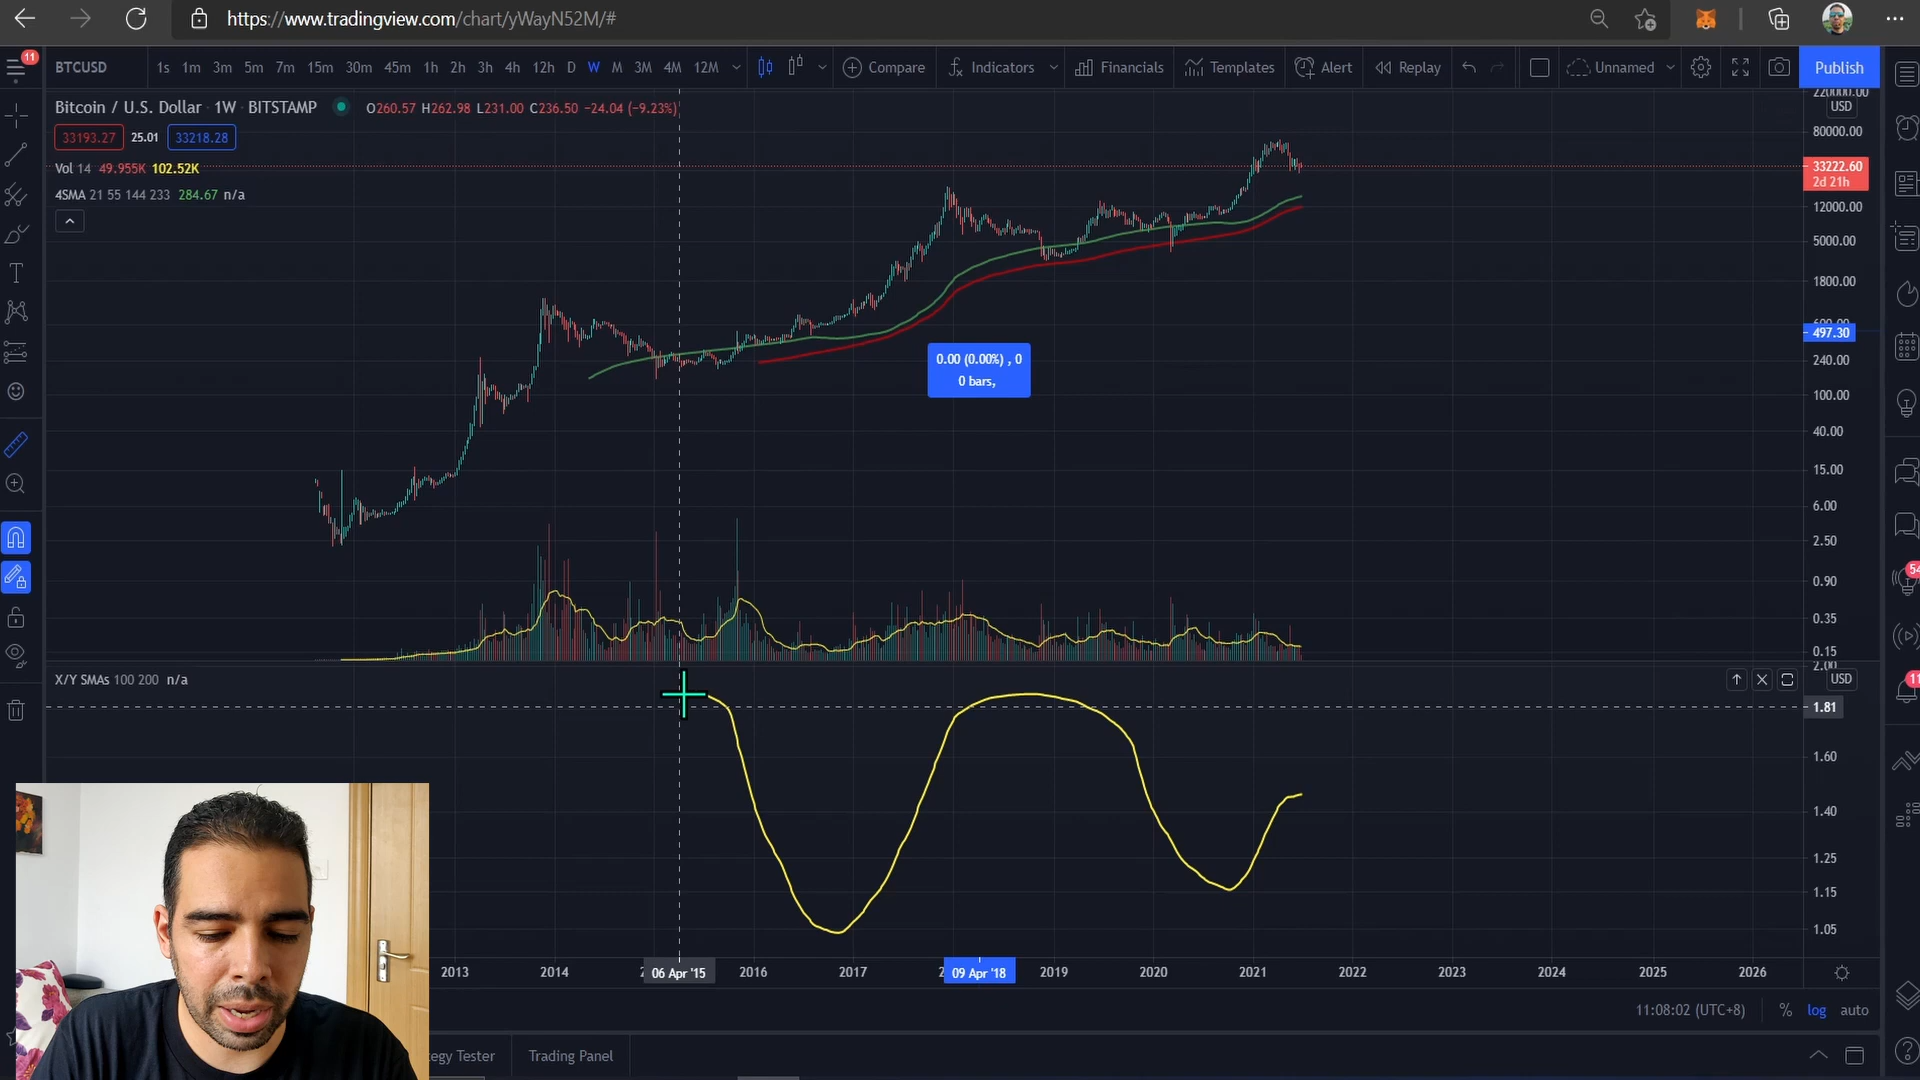 https://www.tradingview.com/chart/yWayN52M/#
11
BTCUSD 1s 1m 3m 5m 7m 15m 30m 45m 1h 2h 3h 4h 12h D W M 3M 4M 12M Compare Indicators Financials Templates Alert Replay Unnamed Publish
Bitcoin / U.S. Dollar 1W BITSTAMP O260.57 H262.98 L231.00 C236.50 −24.04 (−9.23%)
33193.27 25.01 33218.28
Vol 14 49.955K 102.52K
4SMA 21 55 144 233 284.67 n/a
220000.00
USD
80000.00
33222.60
2d 21h
12000.00
5000.00
1800.00
600.00
497.30
240.00
100.00
40.00
15.00
6.00
2.50
0.90
0.35
0.15
0.00 (0.00%) , 0
0 bars,
54
2.00
X/Y SMAs 100 200 n/a
USD
11
1.81
1.60
1.40
1.25
1.15
1.05
2013 2014 06 Apr '15 2016 2017 09 Apr '18 2019 2020 2021 2022 2023 2024 2025 2026
11:08:02 (UTC+8) % log auto
tegy Tester Trading Panel